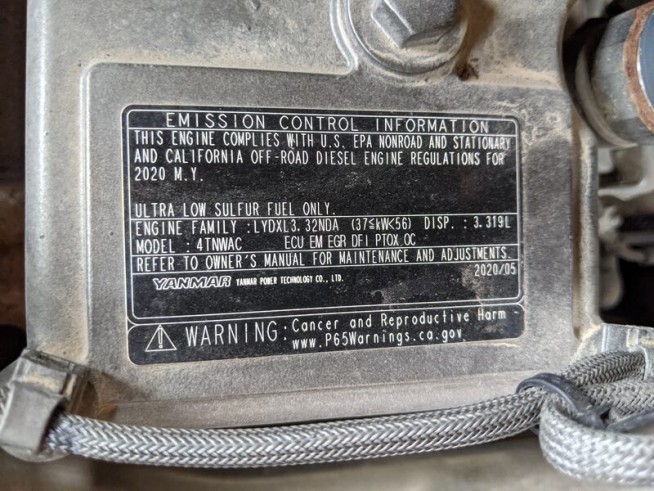 EMISSION CONTROL INFORMATION
THIS ENGINE COMPLIES WITH U.S. EPA NONROAD AND STATIONARY
AND CALIFORNIA OFF-ROAD DIESEL ENGINE REGULATIONS FOR
2020 M.Y.
ULTRA LOW SULFUR FUEL ONLY.
ENGINE FAMILY :LYDXL3.32NDA (37≦kW<56) DISP. : 3.319L
MODEL : 4TNWAC ECU EM EGR DFI PTOX OC
REFER TO OWNER'S MANUAL FOR MAINTENANCE AND ADJUSTMENTS.
2020/05
YANMAR YANMAR POWER TECHNOLOGY CO., LTD.
WARNING: Cancer and Reproductive Harm -
www.P65Warnings.ca.gov